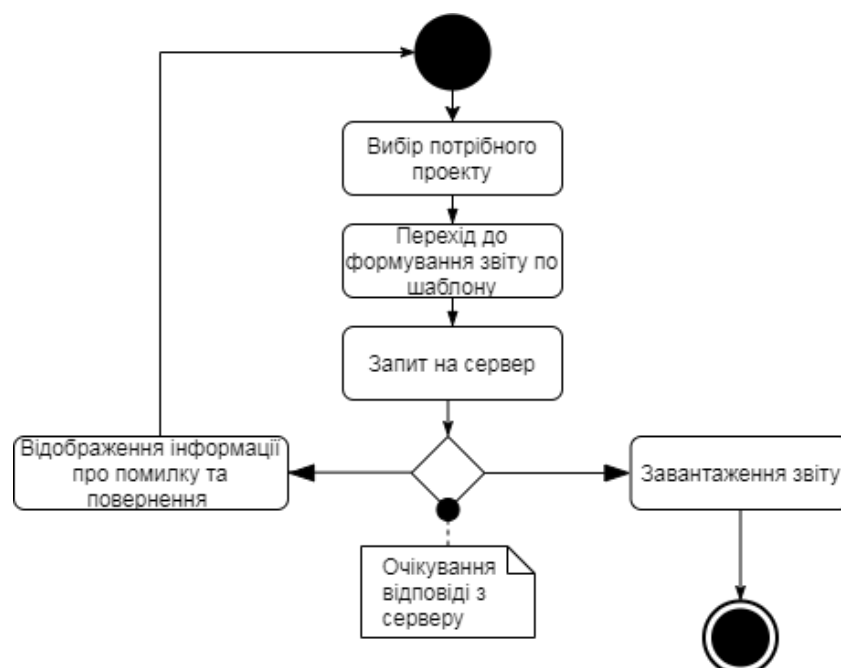 Вибір потрібного
проекту
Перехід до
формування звіту по
шаблону
Запит на сервер
Відображення інформації
про помилку та
повернення
Завантаження звіту
Очікування
відповіді з
серверу